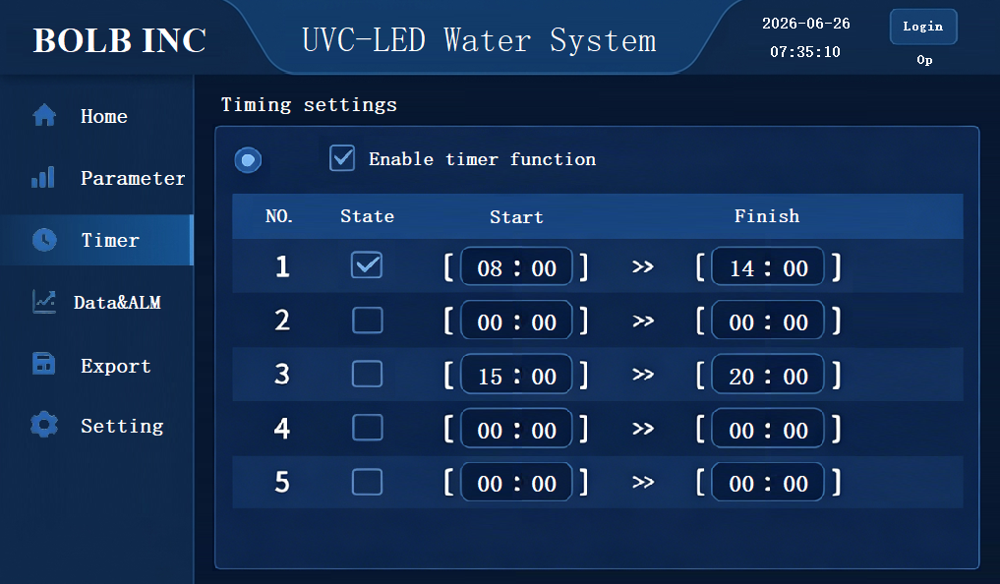 BOLB INC
UVC-LED Water System
2026-06-26
07:35:10
Login
Op
Home
Parameter
Timer
Data&ALM
Export
Setting
Timing settings
Enable timer function
NO. State Start Finish
1 [ 08 : 00 ] >> [ 14 : 00 ]
2 [ 00 : 00 ] >> [ 00 : 00 ]
3 [ 15 : 00 ] >> [ 20 : 00 ]
4 [ 00 : 00 ] >> [ 00 : 00 ]
5 [ 00 : 00 ] >> [ 00 : 00 ]